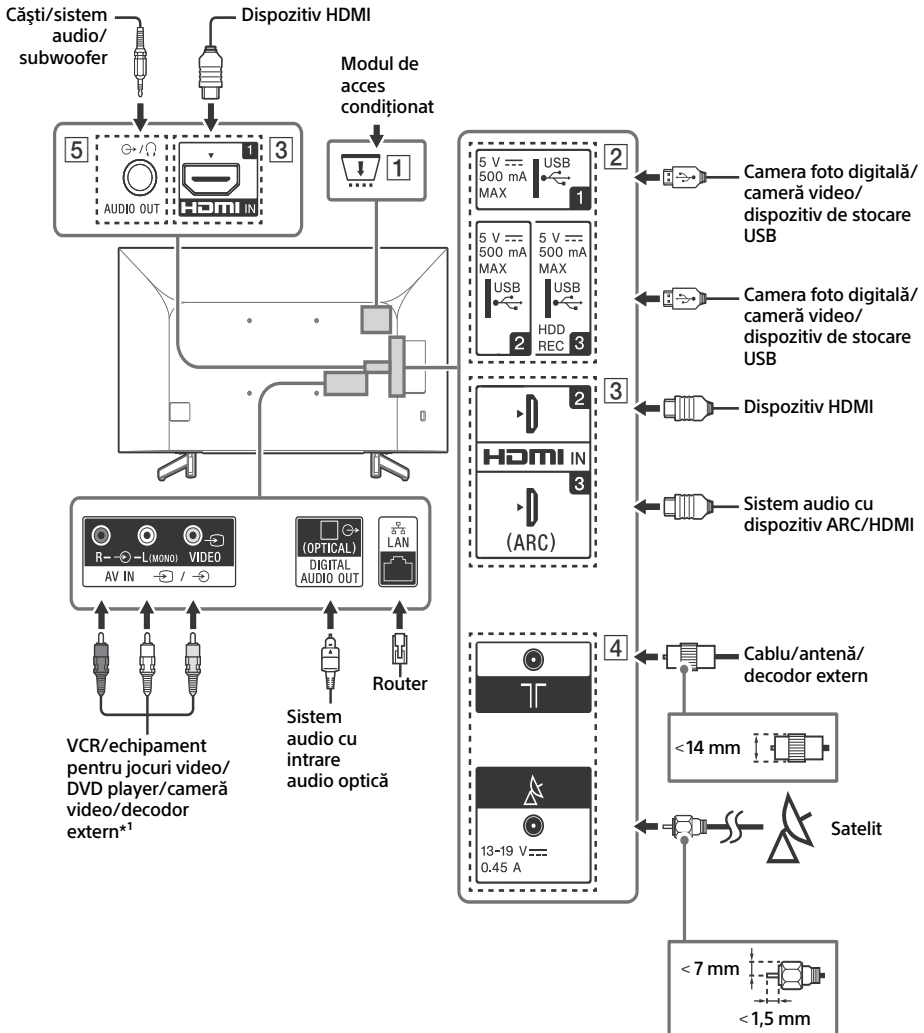 Căşti/sistem
audio/
subwoofer
Dispozitiv HDMI
Modul de
acces
condiţionat
5
AUDIO OUT
1
3
HDMI IN
1
2
5 V
500 mA
MAX
USB
1
Camera foto digitală/
cameră video/
dispozitiv de stocare
USB
5 V
500 mA
MAX
USB
2
5 V
500 mA
MAX
USB
HDD
REC 3
Camera foto digitală/
cameră video/
dispozitiv de stocare
USB
3
2
HDMI IN
3
(ARC)
Dispozitiv HDMI
Sistem audio cu
dispozitiv ARC/HDMI
R- -L(MONO) VIDEO
AV IN /
(OPTICAL)
DIGITAL
AUDIO OUT
LAN
VCR/echipament
pentru jocuri video/
DVD player/cameră
video/decodor
extern*1
Sistem
audio cu
intrare
audio optică
Router
4
Cablu/antenă/
decodor extern
<14 mm
13-19 V
0.45 A
Satelit
<7 mm
<1,5 mm